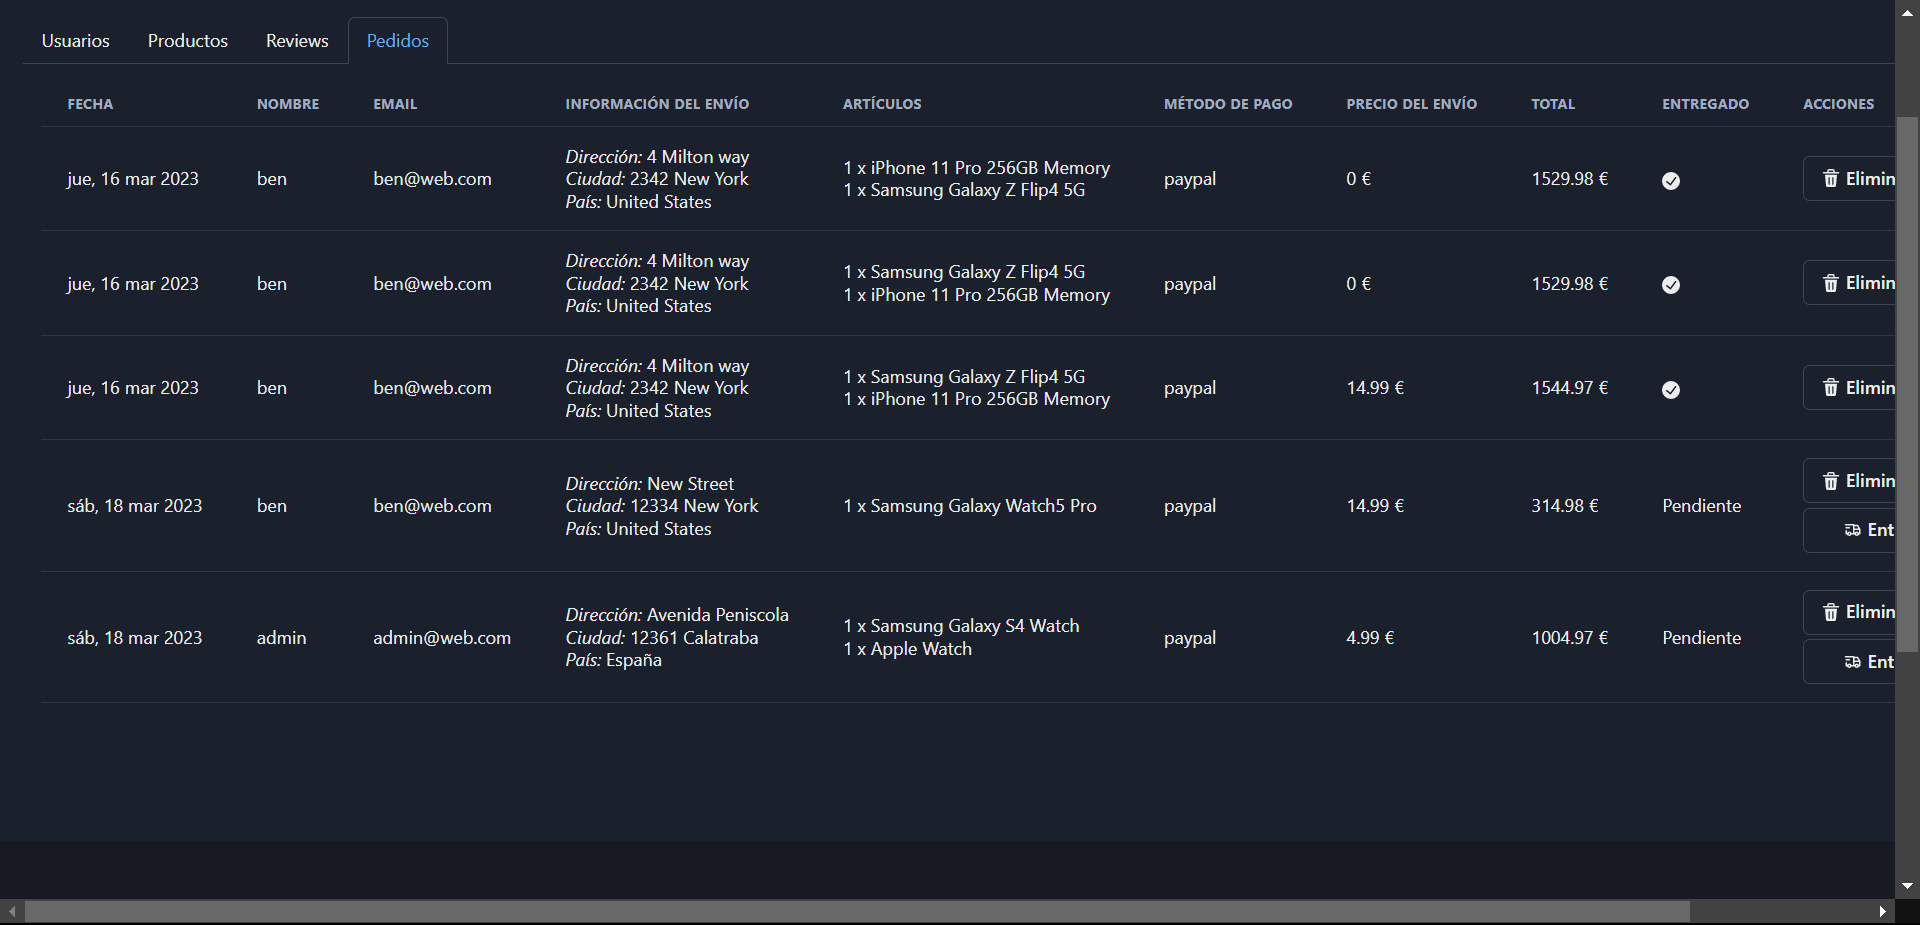 Usuarios Productos Reviews Pedidos
FECHA NOMBRE EMAIL INFORMACIÓN DEL ENVÍO ARTÍCULOS MÉTODO DE PAGO PRECIO DEL ENVÍO TOTAL ENTREGADO ACCIONES
Dirección: 4 Milton way
1 x iPhone 11 Pro 256GB Memory
jue, 16 mar 2023 ben ben@web.com Ciudad: 2342 New York paypal 0 € 1529.98 € Elimin
1 x Samsung Galaxy Z Flip4 5G
País: United States
Dirección: 4 Milton way
1 x Samsung Galaxy Z Flip4 5G
jue, 16 mar 2023 ben ben@web.com Ciudad: 2342 New York paypal 0 € 1529.98 € Elimin
1 x iPhone 11 Pro 256GB Memory
País: United States
Dirección: 4 Milton way
1 x Samsung Galaxy Z Flip4 5G
jue, 16 mar 2023 ben ben@web.com Ciudad: 2342 New York paypal 14.99 € 1544.97 € Elimin
1 x iPhone 11 Pro 256GB Memory
País: United States
Dirección: New Street Elimin
sáb, 18 mar 2023 ben ben@web.com Ciudad: 12334 New York 1 x Samsung Galaxy Watch5 Pro paypal 14.99 € 314.98 € Pendiente
País: United States Ent
Dirección: Avenida Peniscola Elimin
1 x Samsung Galaxy S4 Watch
sáb, 18 mar 2023 admin admin@web.com Ciudad: 12361 Calatraba paypal 4.99 € 1004.97 € Pendiente
1 x Apple Watch
País: España Ent